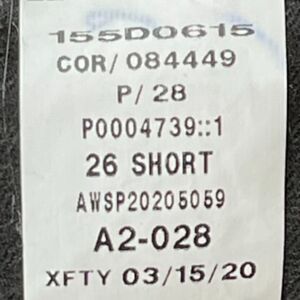 155D0615
COR/ 084449
P/ 28
P0004739::1
26 SHORT
AWSP20205059
A2-028
XFTY 03/15/20